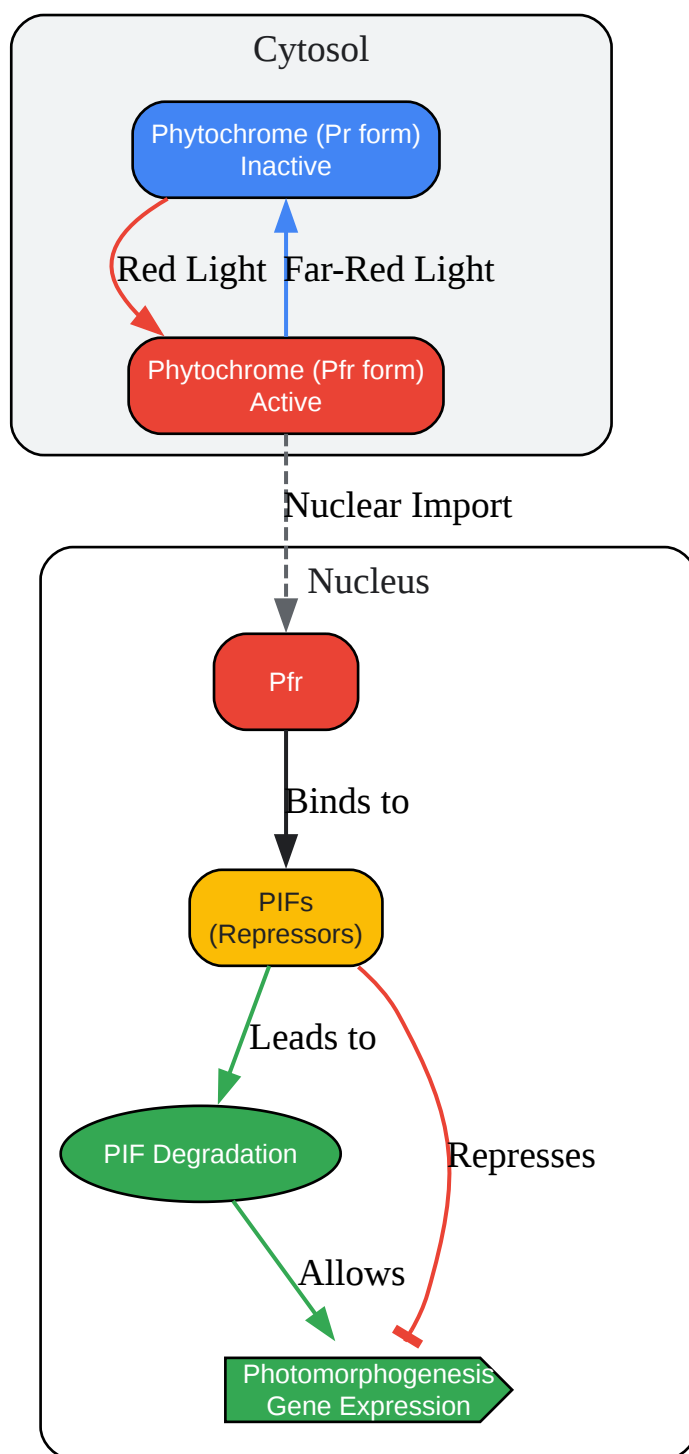 Cytosol
Phytochrome (Pr form)
Inactive
Red Light
Far-Red Light
Phytochrome (Pfr form)
Active
Nuclear Import
Nucleus
Pfr
Binds to
PIFs
(Repressors)
Leads to
PIF Degradation
Represses
Allows
Photomorphogenesis
Gene Expression